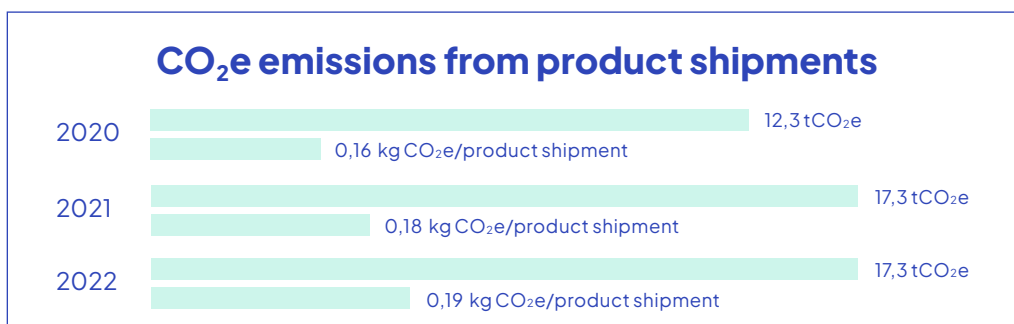 CO₂e emissions from product shipments
2020
12,3 tCO₂e
0,16 kg CO₂e/product shipment
2021
17,3 tCO₂e
0,18 kg CO₂e/product shipment
2022
17,3 tCO₂e
0,19 kg CO₂e/product shipment